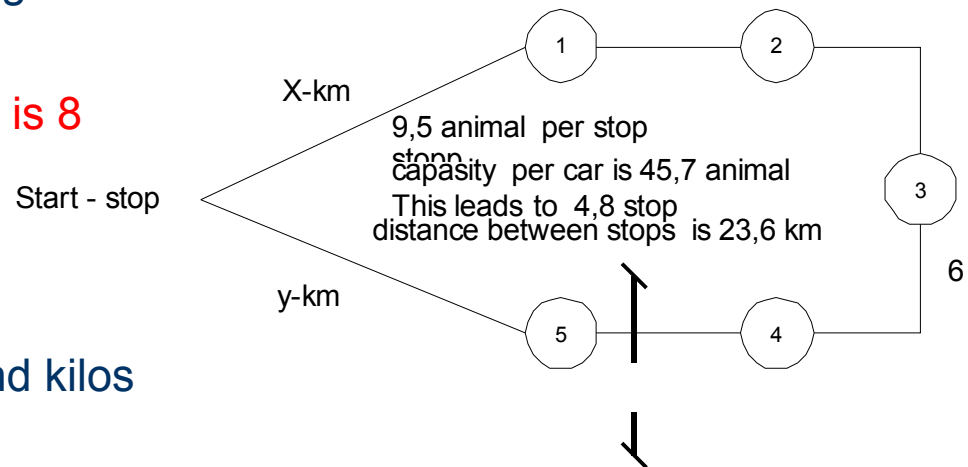 1
2
X-km
is 8
9,5 animal per stop
capasity per car is 45,7 animal
Start - stop
3
This leads to 4,8 stop
distance between stops is 23,6 km
6
y-km
5
4
kilos